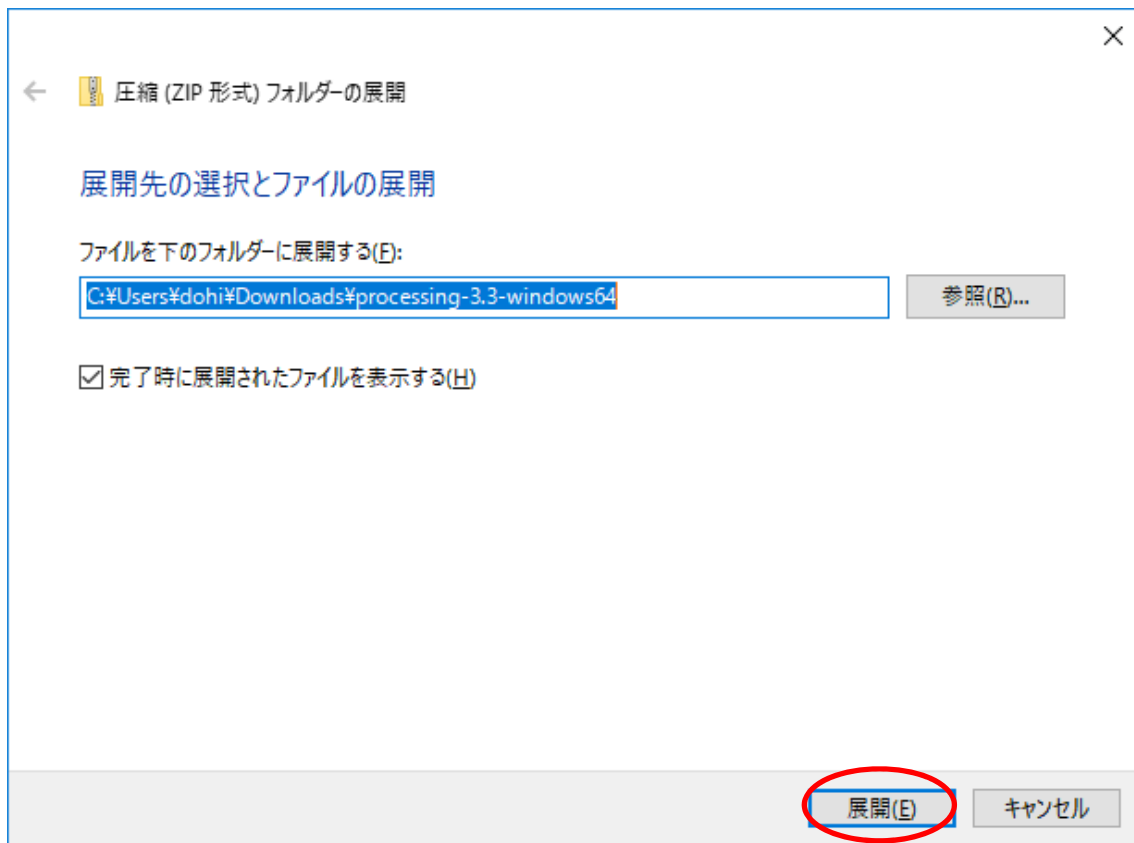 圧縮 (ZIP 形式) フォルダーの展開
展開先の選択とファイルの展開
ファイルを下のフォルダーに展開する(F):
C:¥Users¥dohi¥Downloads¥processing-3.3-windows64
参照(R)...
完了時に展開されたファイルを表示する(H)
展開(E)
キャンセル